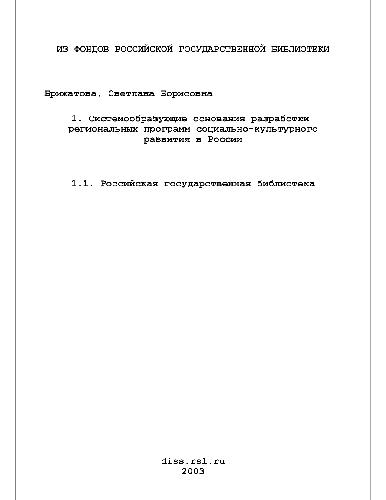 ИЗ ФОНДОВ РОССИЙСКОЙ ГОСУДАРСТВЕННОЙ БИБЛИОТЕКИ
Брижатова, Светлана Борисовна
1. Системообразующие основания разработки
региональных программ социально-культурного
развития в России
1.1. Российская государственная библиотека
diss.rsl.ru
2003